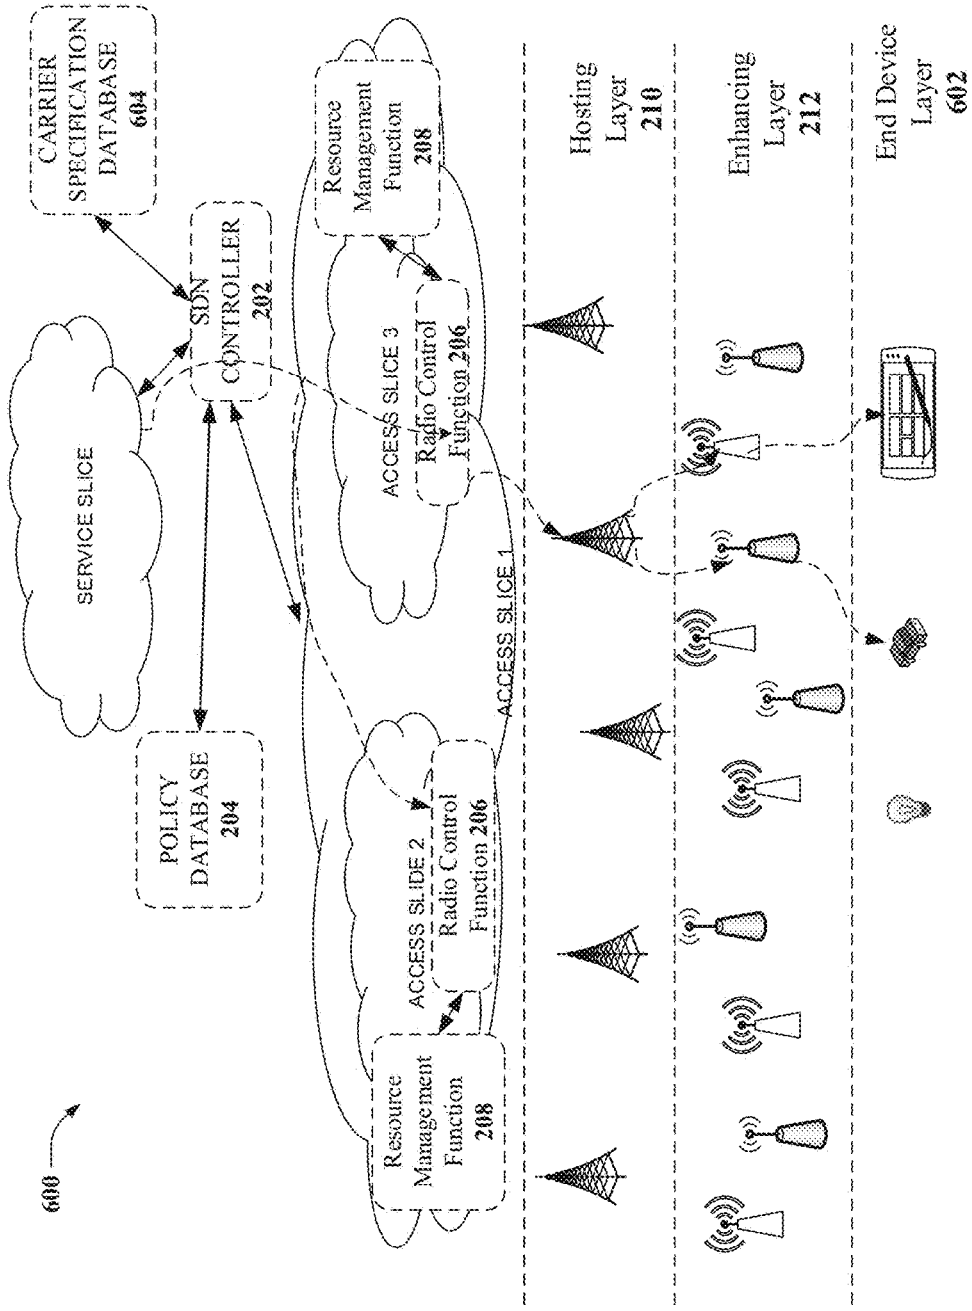 600
CARRIER
SPECIFICATION
DATABASE
604
SERVICE SLICE
SDN
CONTROLLER
202
POLICY
DATABASE
204
Resource
Management
Function
208
ACCESS SLICE 3
Radio Control
Function 206
ACCESS SLICE 1
ACCESS SLIDE 2
Radio Control
Function 206
Resource
Management
Function
208
Hosting
Layer
210
Enhancing
Layer
212
End Device
Layer
602